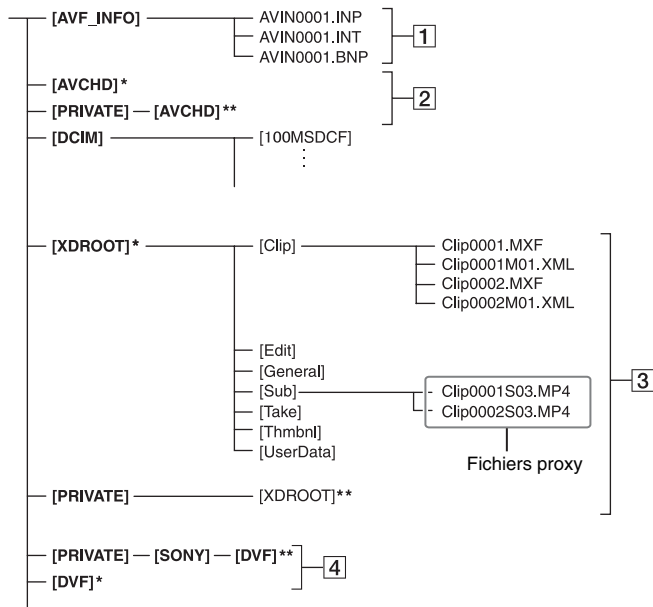 [AVF_INFO] AVIN0001.INP
AVIN0001.INT 1
AVIN0001.BNP
[AVCHD]*
2
[PRIVATE] [AVCHD]**
[DCIM] [100MSDCF]
[XDROOT]* [Clip] Clip0001.MXF
Clip0001M01.XML
Clip0002.MXF
Clip0002M01.XML
[Edit]
[General]
3
[Sub] Clip0001S03.MP4
[Take] Clip0002S03.MP4
[Thmbnl]
[UserData]
Fichiers proxy
[PRIVATE] [XDROOT]**
[PRIVATE] [SONY] [DVF]**
4
[DVF]*